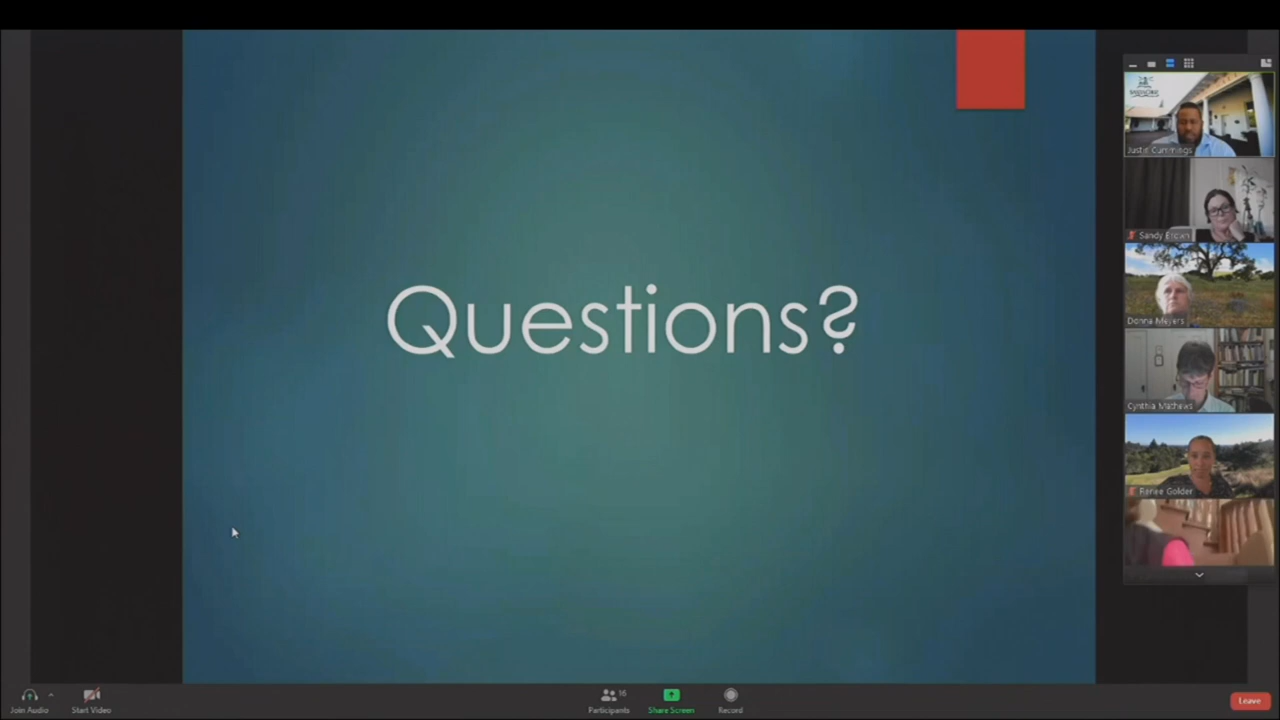 Questions?
Justin Cummings
Sandy Brown
Donna Meyers
Cynthia Mathews
Renee Golder
Join Audio
Start Video
16
Participants
Share Screen
Record
Leave